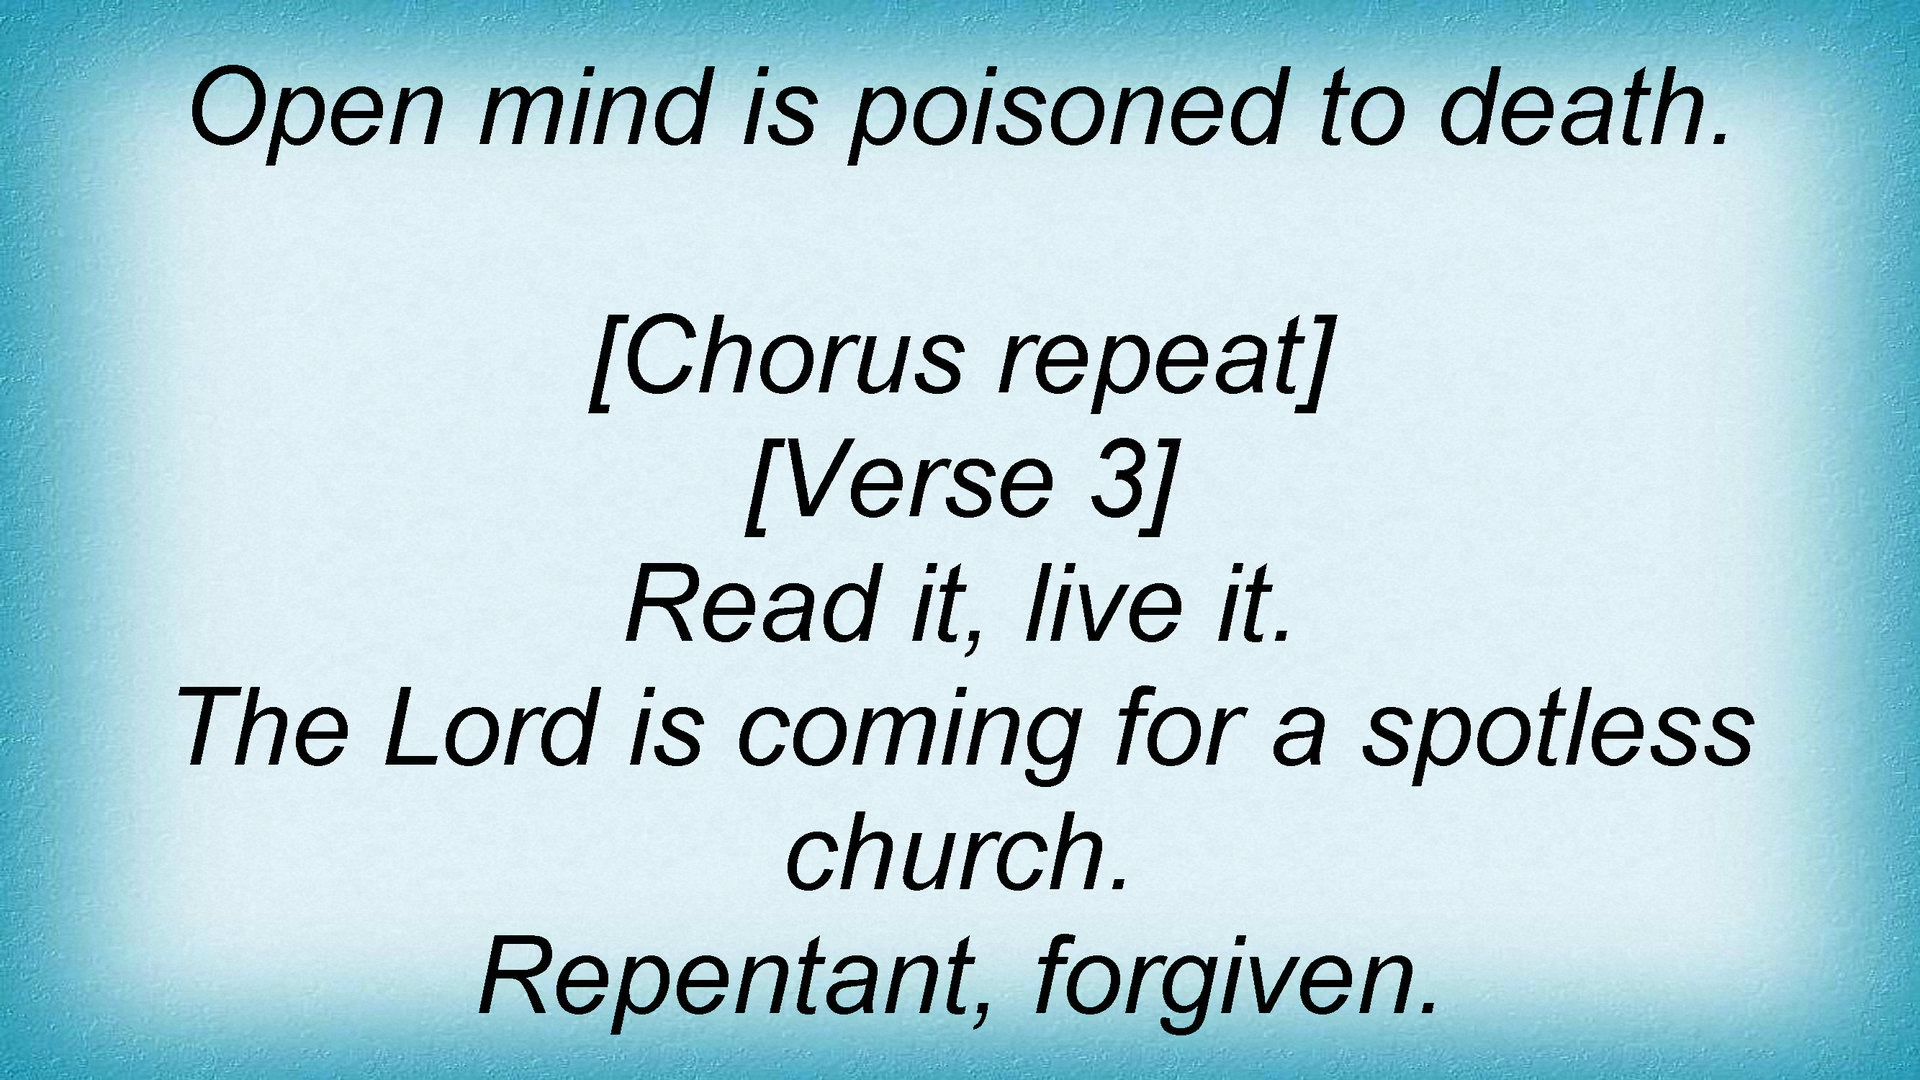 Open mind is poisoned to death.
[Chorus repeat]
[Verse 3]
Read it, live it.
The Lord is coming for a spotless
church.
Repentant, forgiven.